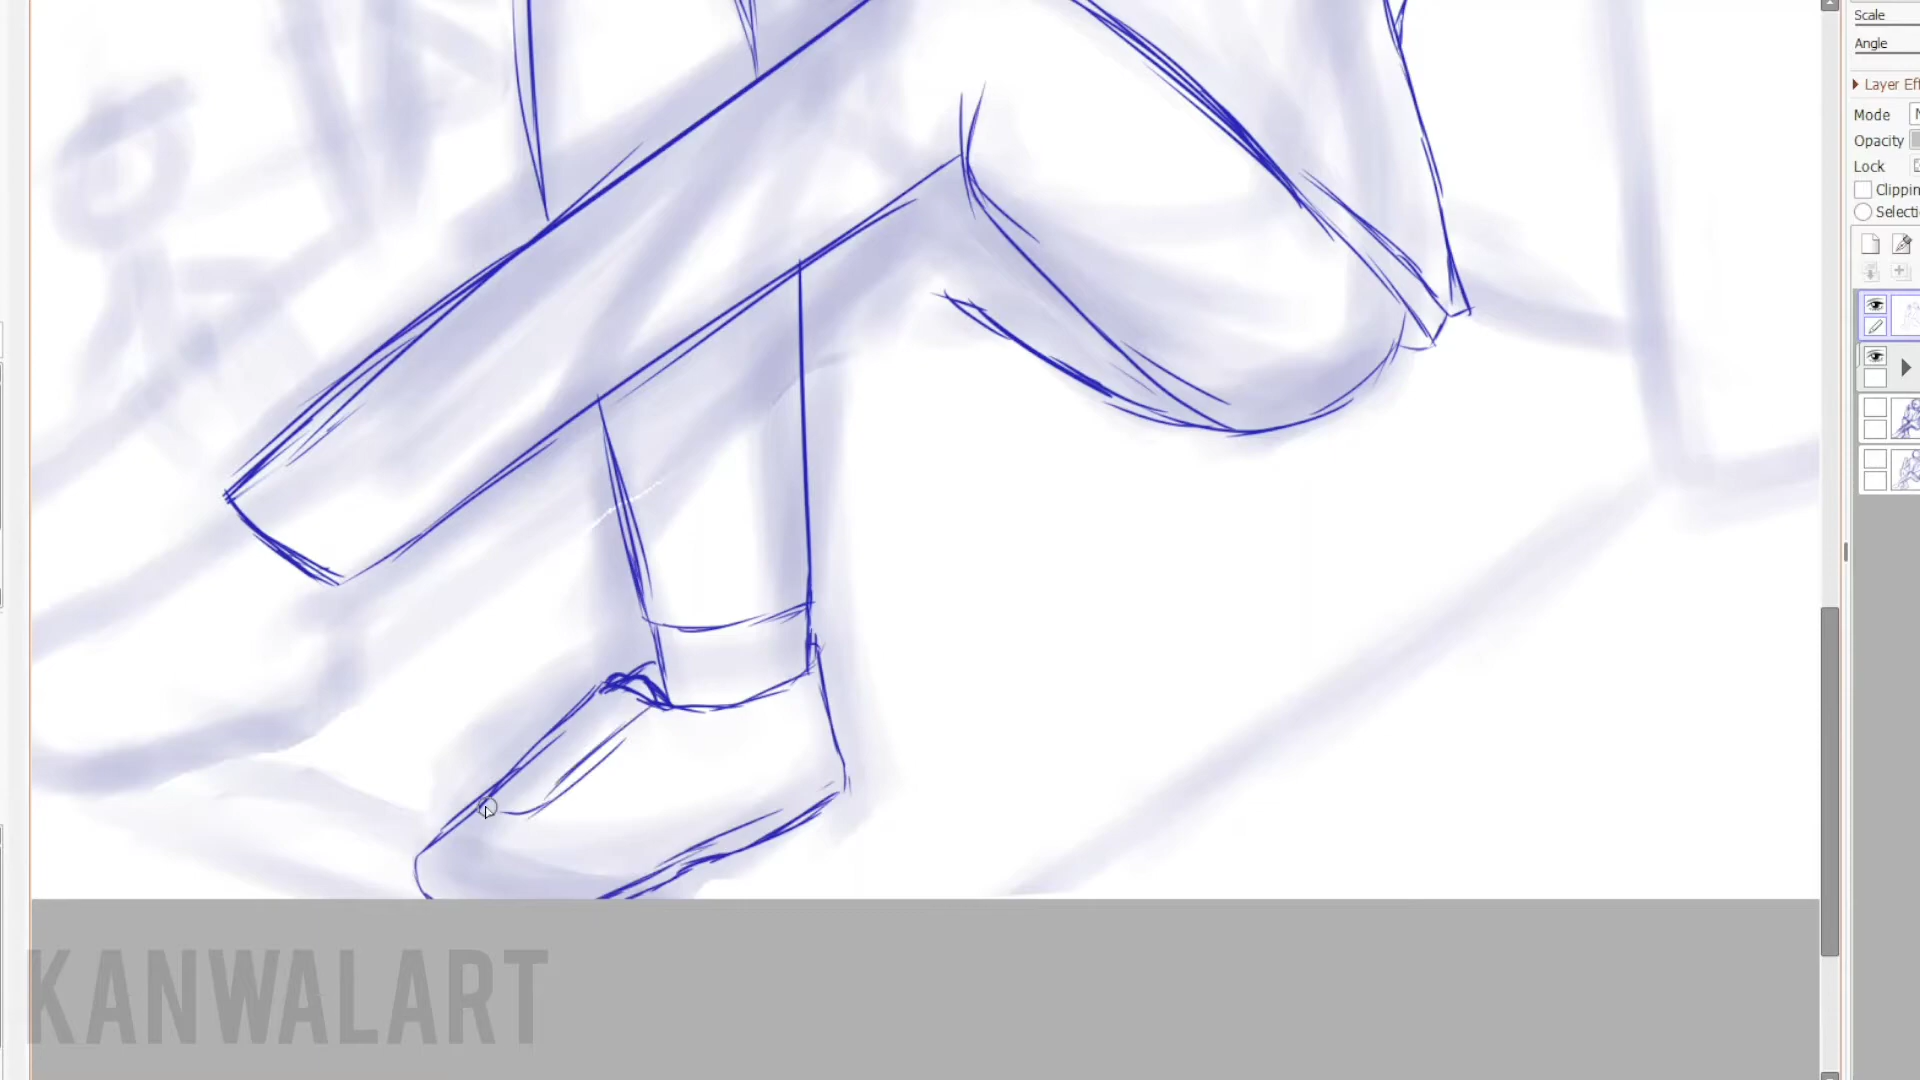 Scale
Angle
Layer Ef
Mode
Opacity
Lock
Clippin
Selecti
KANWALART